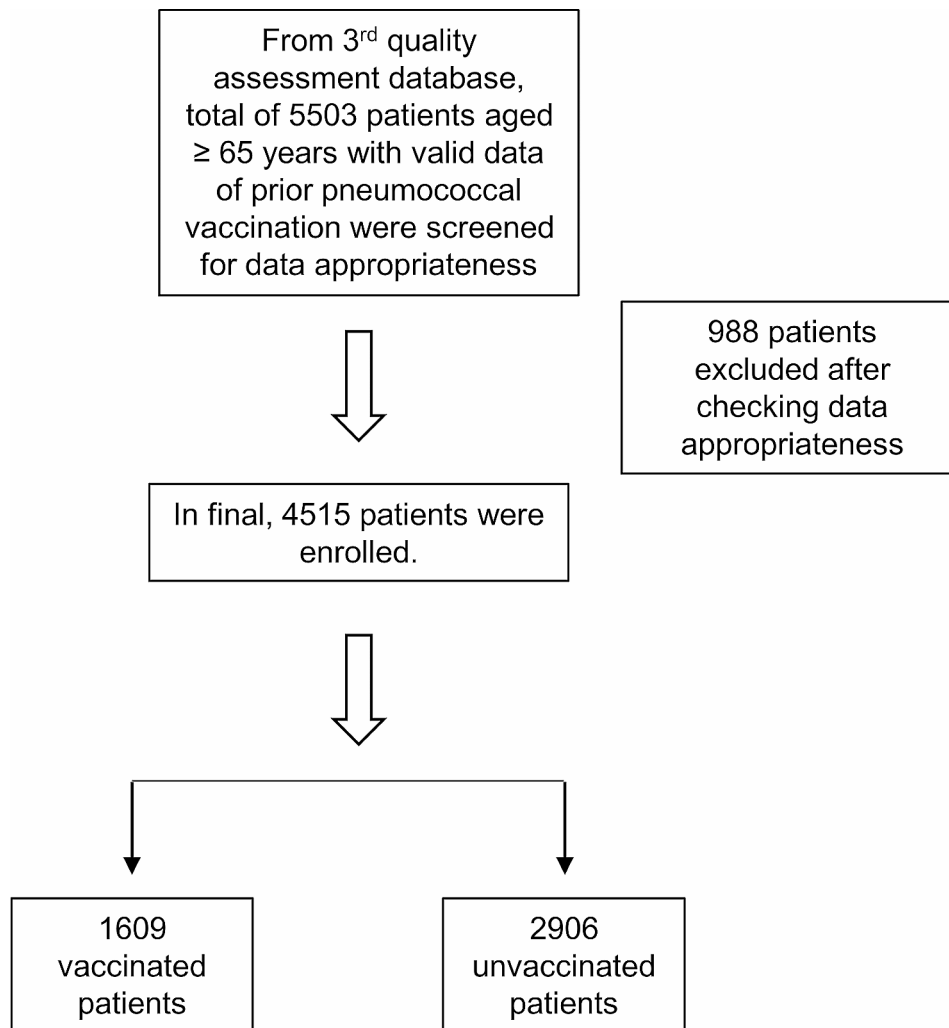 From 3rd quality
assessment database,
total of 5503 patients aged
≥ 65 years with valid data
of prior pneumococcal
vaccination were screened
for data appropriateness
988 patients
excluded after
checking data
appropriateness
In final, 4515 patients were
enrolled.
1609
vaccinated
patients
2906
unvaccinated
patients